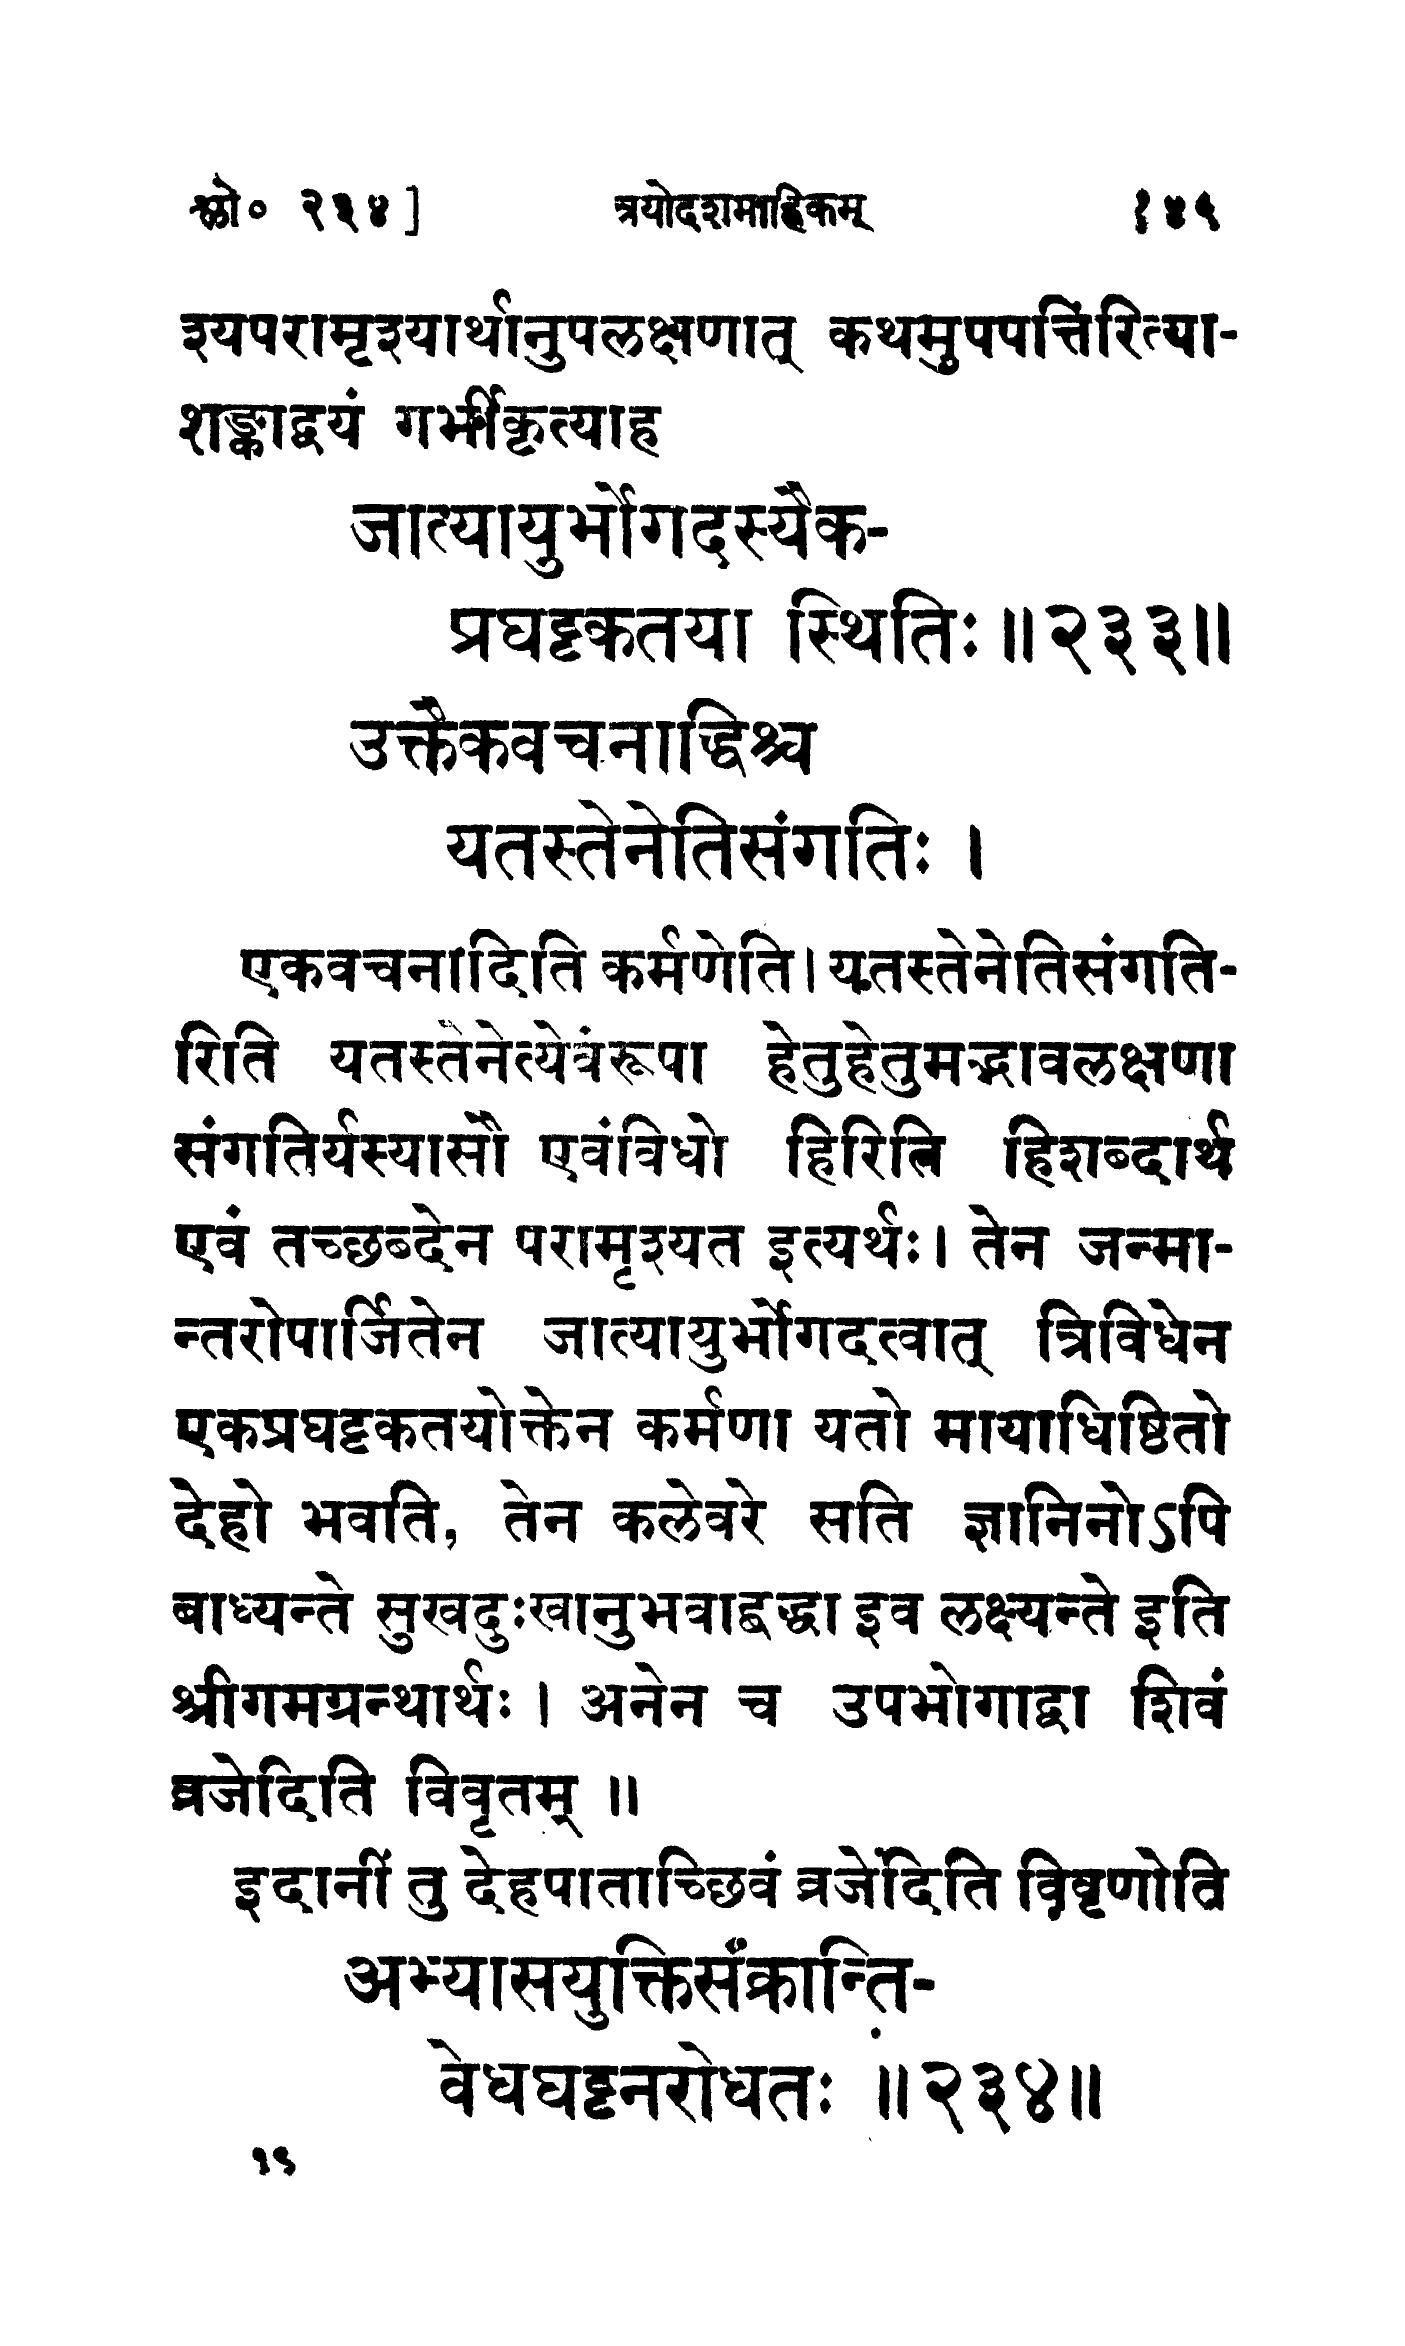 श्लो० २३४] त्रयोदशमाह्निकम् १४५
श्यपरामृश्यार्थानुपलक्षणात् कथमुपपत्तिरित्या-
शङ्काद्वयं गर्भीकृत्याह
जात्यायुर्भोगदस्यैक-
प्रघट्टकतया स्थितिः ॥२३३॥
उक्तैकवचनाद्धिश्च
यतस्तेनेतिसंगतिः ।
एकवचनादिति कर्मणेति । यतस्तेनेतिसंगति-
रिति यतस्तेनेत्येवंरूपा हेतुहेतुमद्भावलक्षणा
संगतिर्यस्यासौ एवंविधो हिरिति हिशब्दार्थ
एवं तच्छब्देन परामृश्यत इत्यर्थः । तेन जन्मा-
न्तरोपार्जितेन जात्यायुर्भोगदत्वात् त्रिविधेन
एकप्रघट्टकतयोक्तेन कर्मणा यतो मायाधिष्ठितो
देहो भवति, तेन कलेवरे सति ज्ञानिनोऽपि
बाध्यन्ते सुखदुःखानुभवाद्बद्धा इव लक्ष्यन्ते इति
श्रीगमग्रन्थार्थः । अनेन च उपभोगाद्वा शिवं
व्रजेदिति विवृतम् ॥
इदानीं तु देहपाताच्छिवं व्रजेदिति विवृणोति
अभ्यासयुक्तिसंक्रान्ति-
वेधघट्टनरोधतः ॥२३४॥
१९